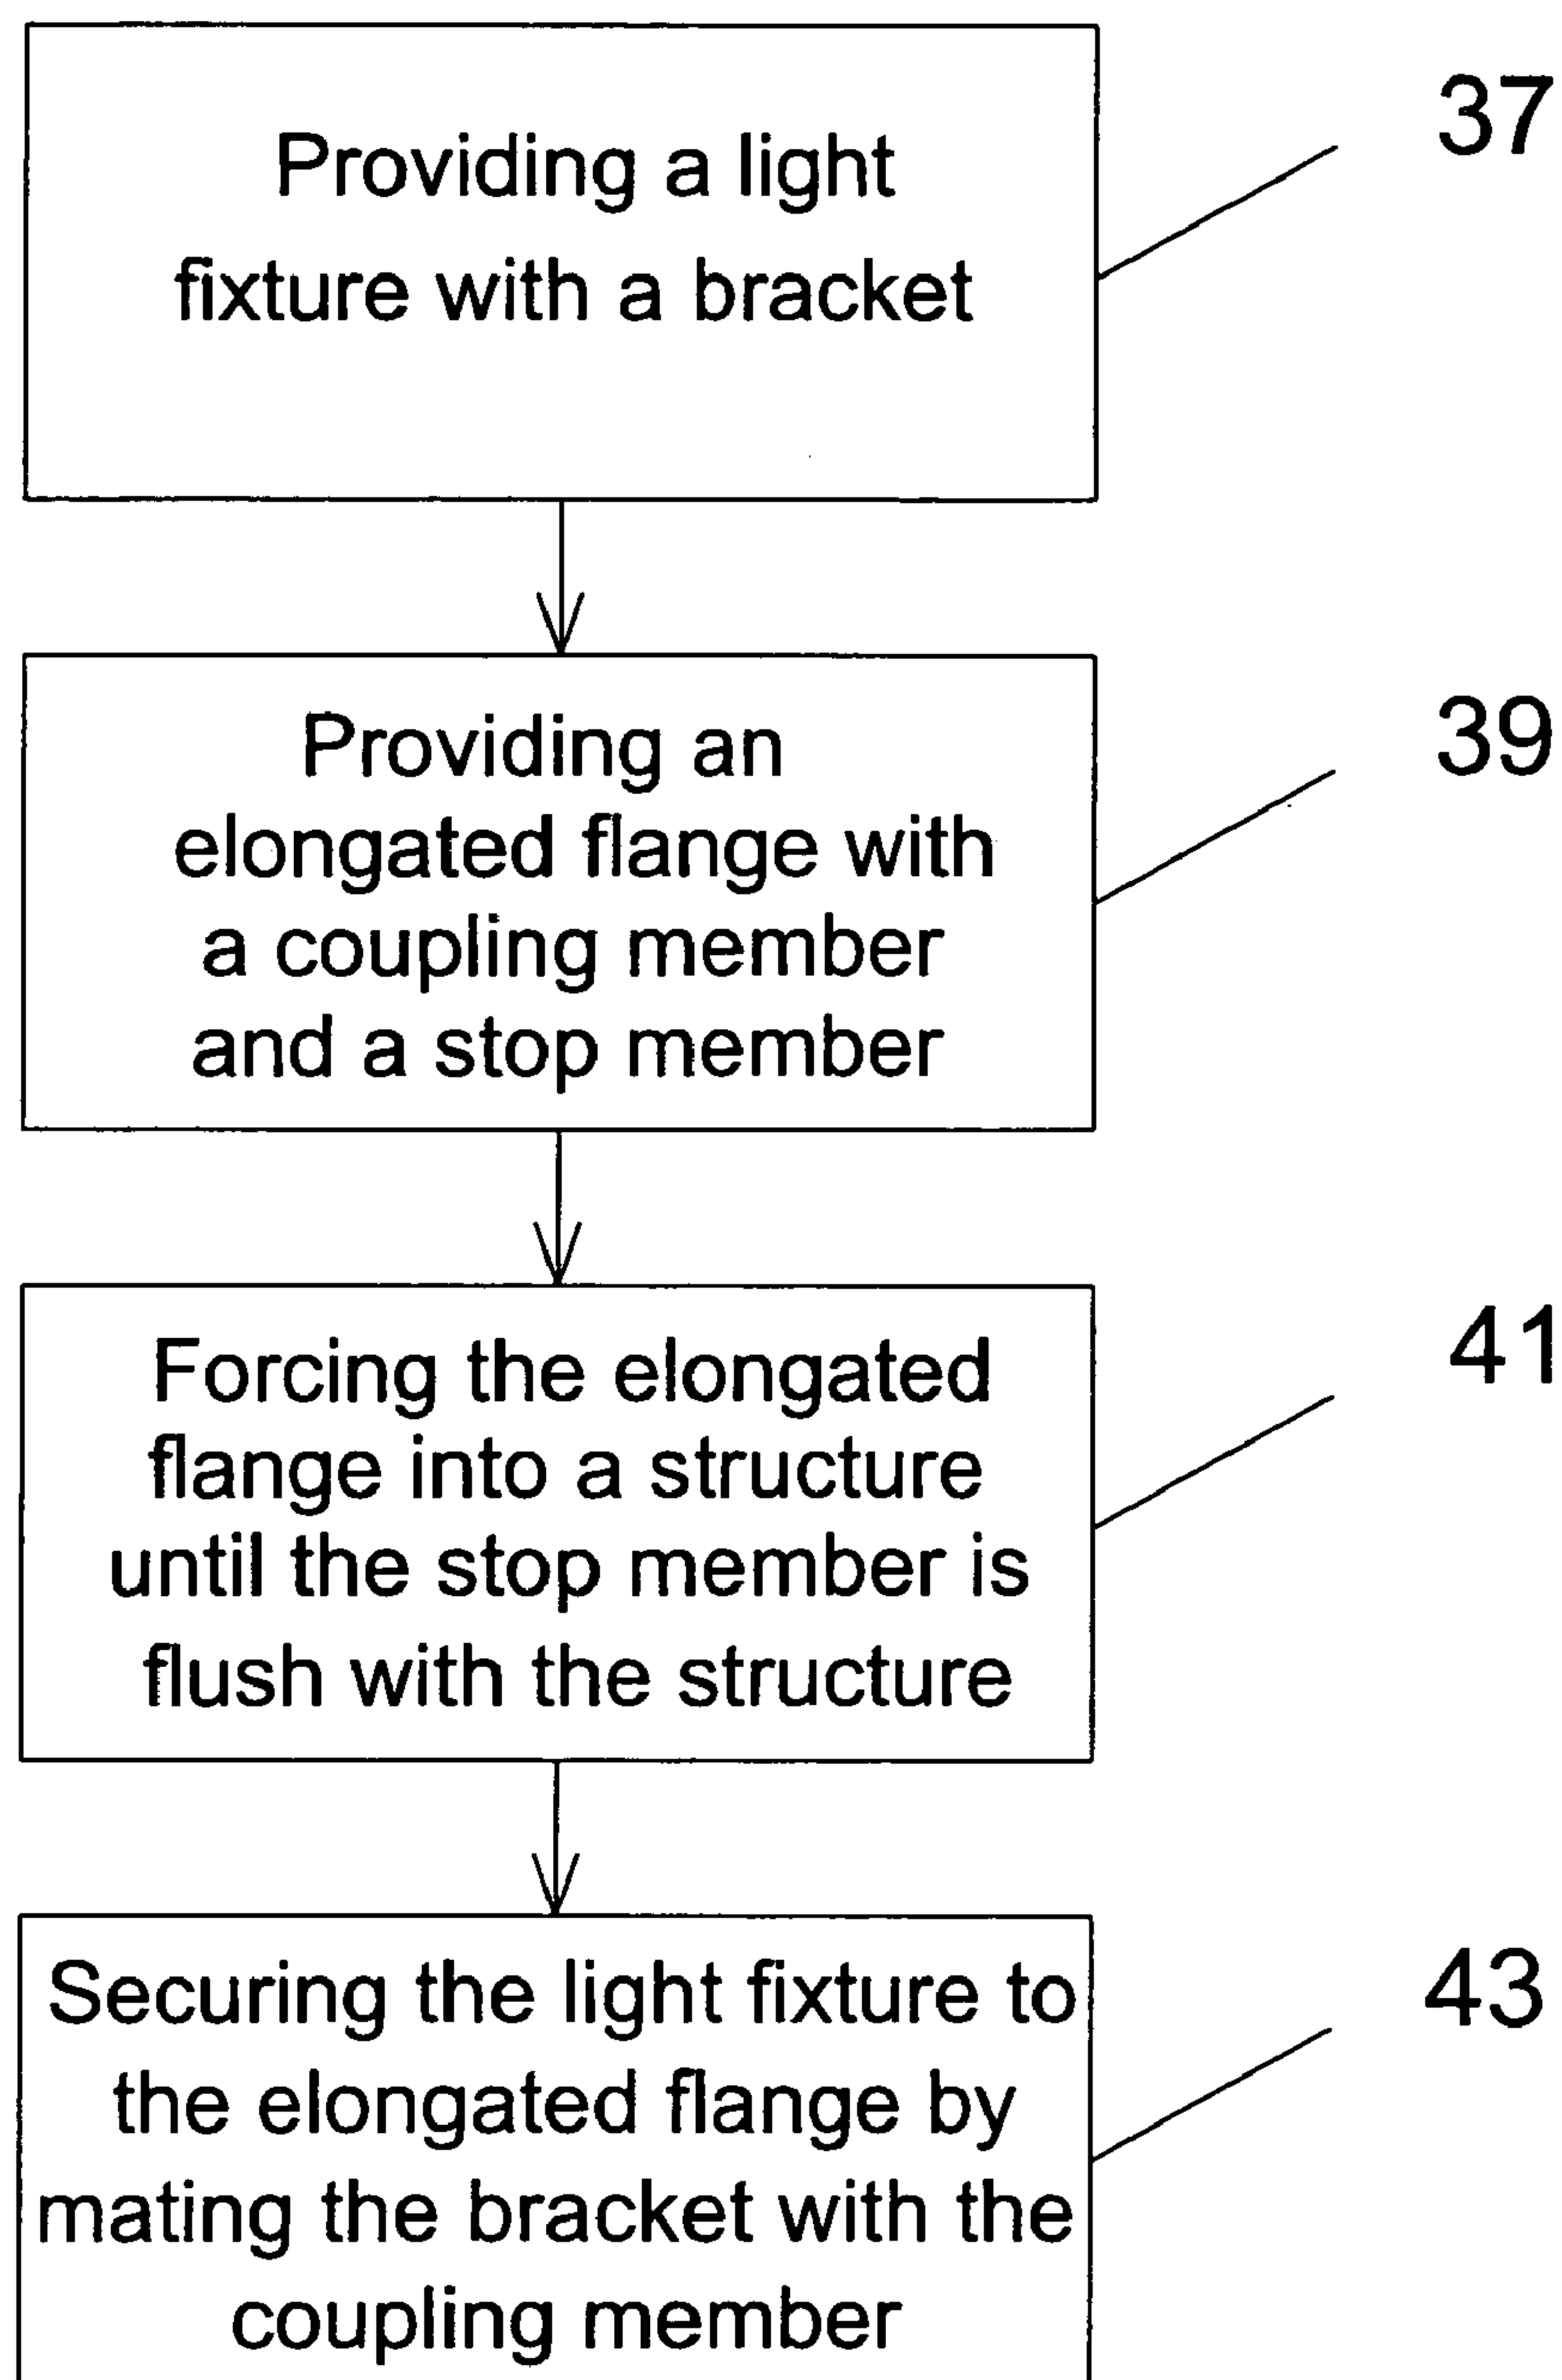 Providing a light
fixture with a bracket
37
Providing an
elongated flange with
a coupling member
and a stop member
39
Forcing the elongated
flange into a structure
until the stop member is
flush with the structure
41
Securing the light fixture to
the elongated flange by
mating the bracket with the
coupling member
43